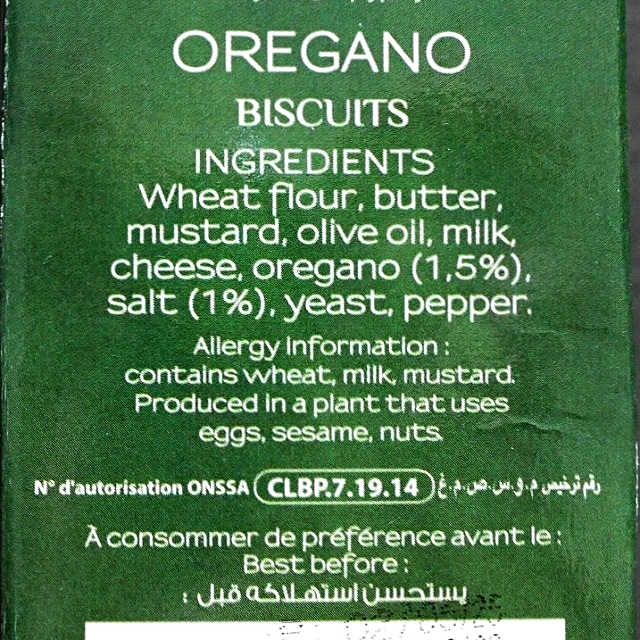 OREGANO
BISCUITS
INGREDIENTS
Wheat flour, butter,
mustard, olive oil, milk,
cheese, oregano (1,5%),
salt (1%), yeast, pepper.
Allergy information :
contains wheat, milk, mustard.
Produced in a plant that uses
eggs, sesame, nuts.
N° d'autorisation ONSSA CLBP.7.19.14 رقم ترخيص م.و.س.ص.م.غ
À consommer de préférence avant le :
Best before :
يستحسن استهلاكه قبل :